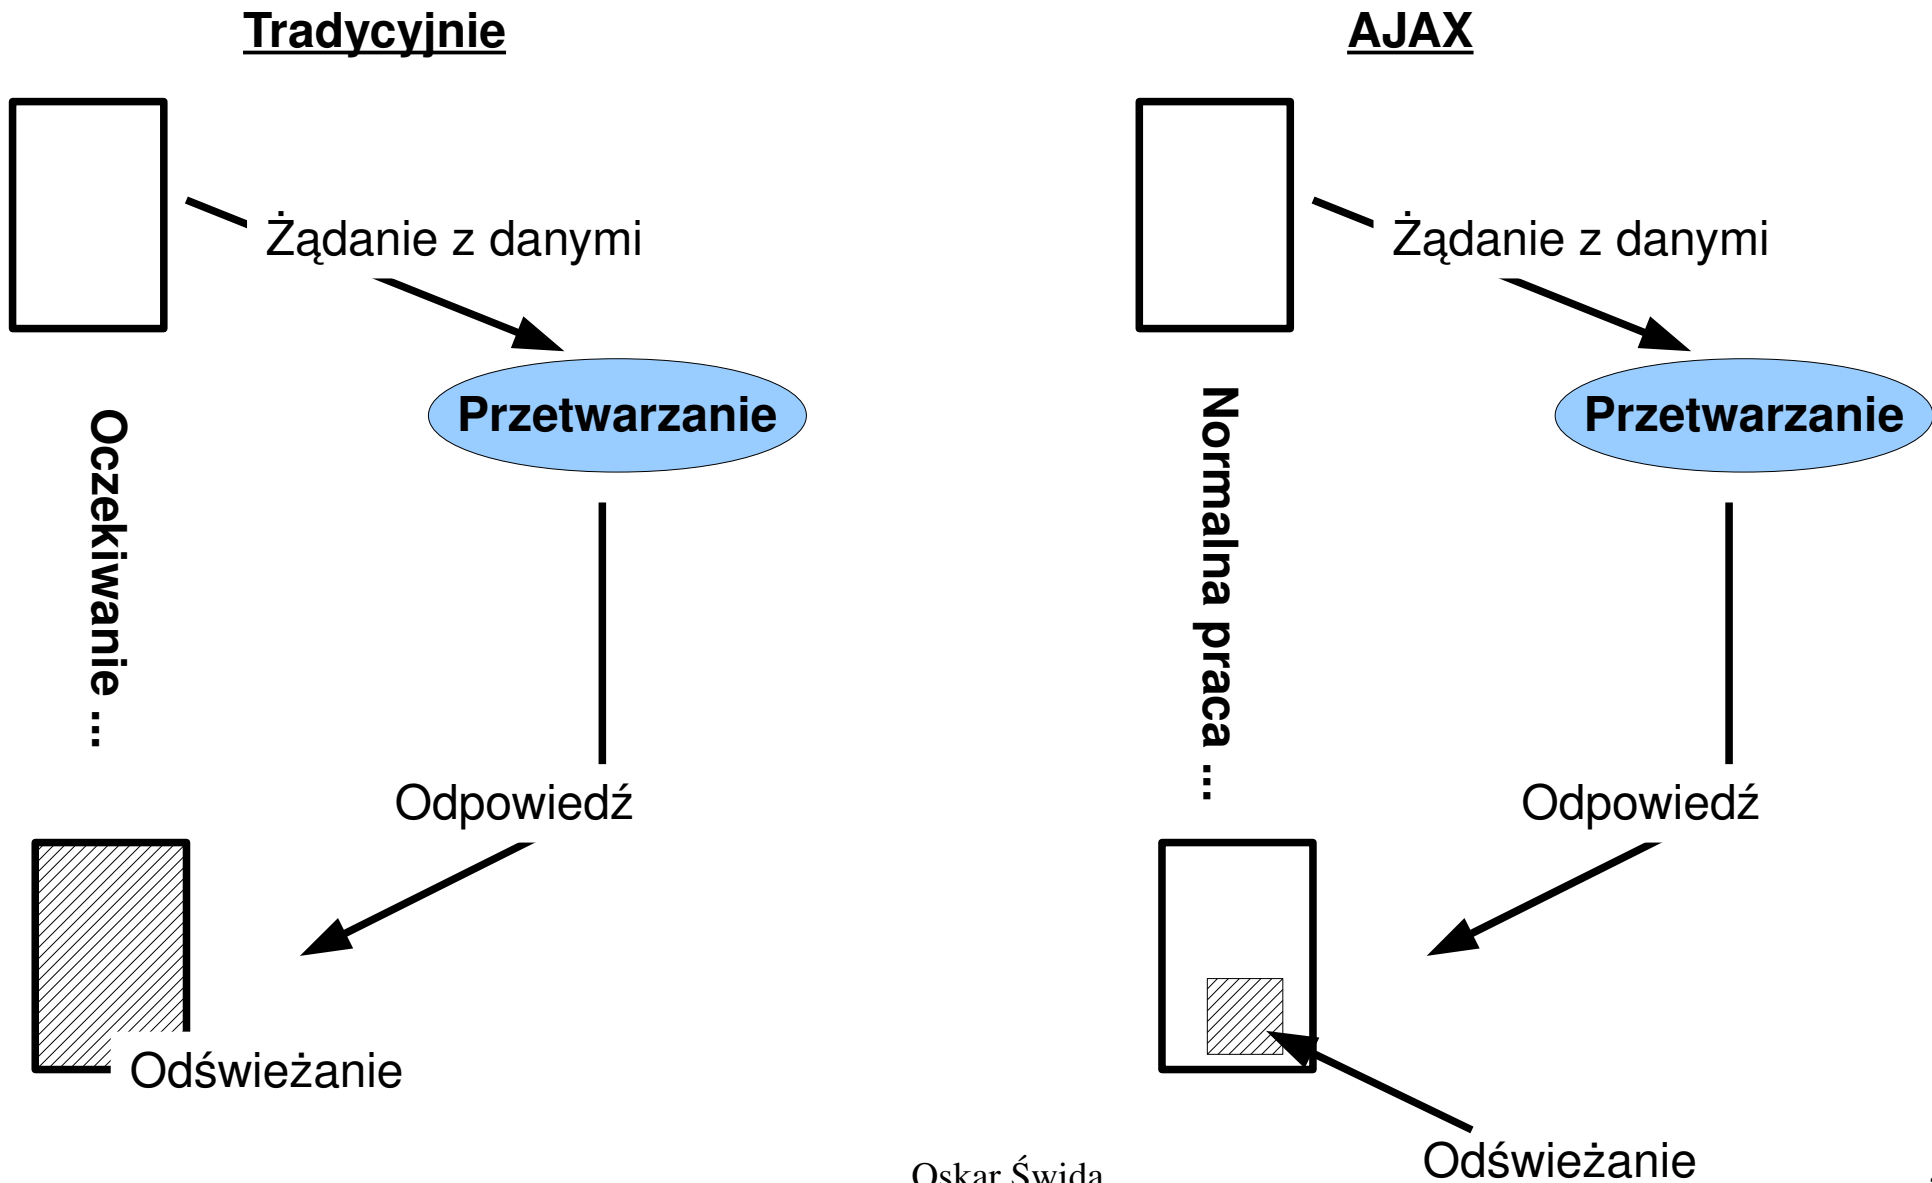 Tradycyjnie
Żądanie z danymi
Przetwarzanie
Oczekiwanie ...
Odpowiedź
Odświeżanie
AJAX
Żądanie z danymi
Przetwarzanie
Normalna praca ...
Odpowiedź
Odświeżanie
Oskar Świda